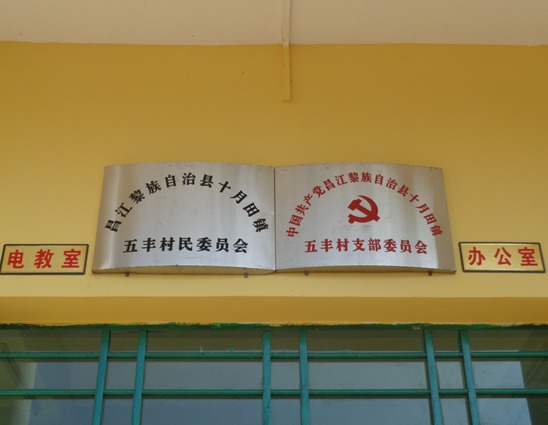 昌江黎族自治县十月田镇
五丰村民委员会
中国共产党昌江黎族自治县十月田镇
五丰村支部委员会
电教室
办公室